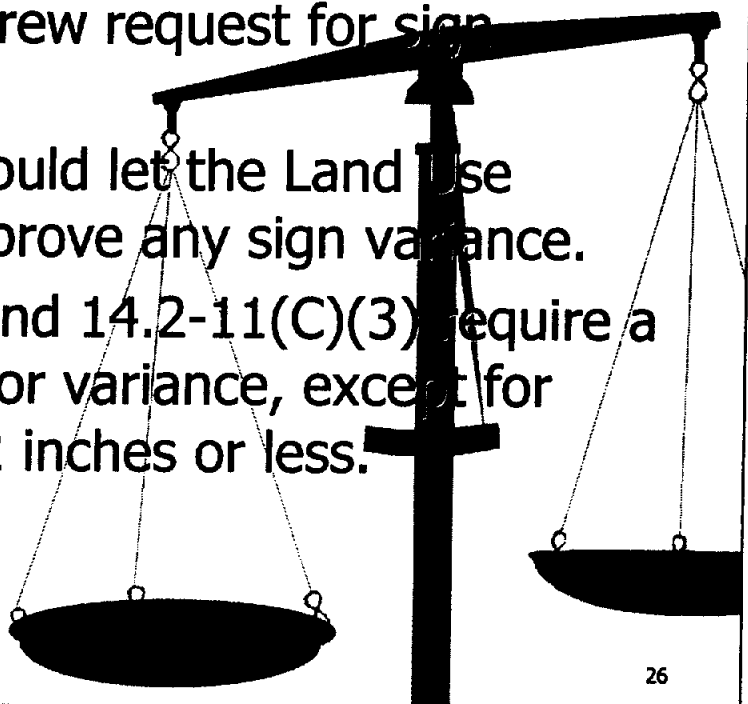 rew request for sign
ould let the Land Use
prove any sign variance.
nd 14.2-11(C)(3) require a
or variance, except for
inches or less.
26